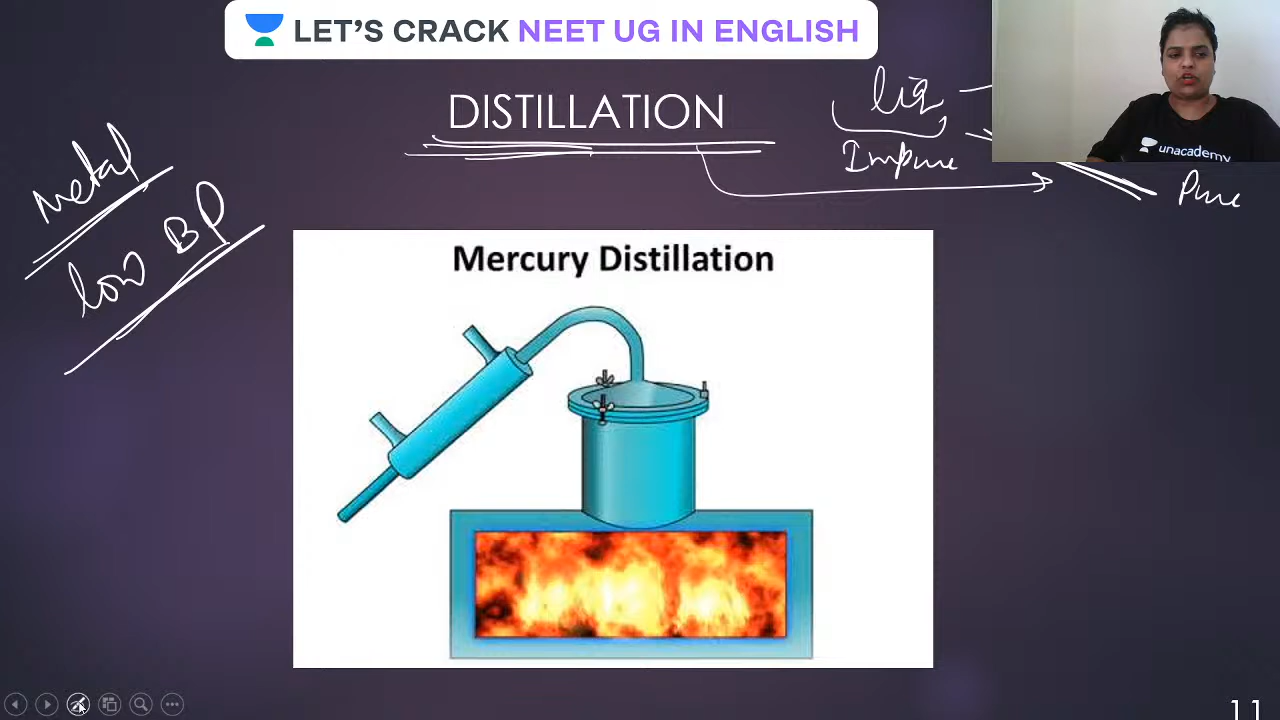 LET'S CRACK NEET UG IN ENGLISH
DISTILLATION
liq
Impure
Pure
unacademy
Metal
low BP
Mercury Distillation
11